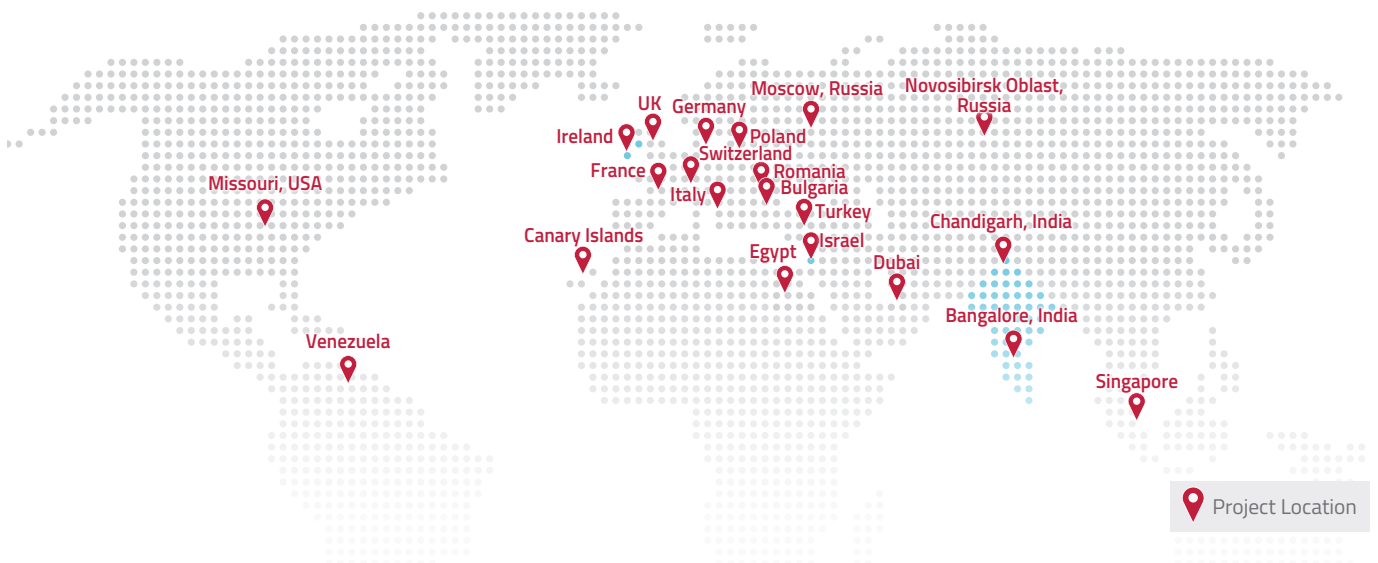 Moscow, Russia
Novosibirsk Oblast,
Russia
UK
Germany
Ireland
Poland
Switzerland
France
Romania
Missouri, USA
Bulgaria
Italy
Turkey
Chandigarh, India
Canary Islands
Israel
Egypt
Dubai
Bangalore, India
Venezuela
Singapore
Project Location